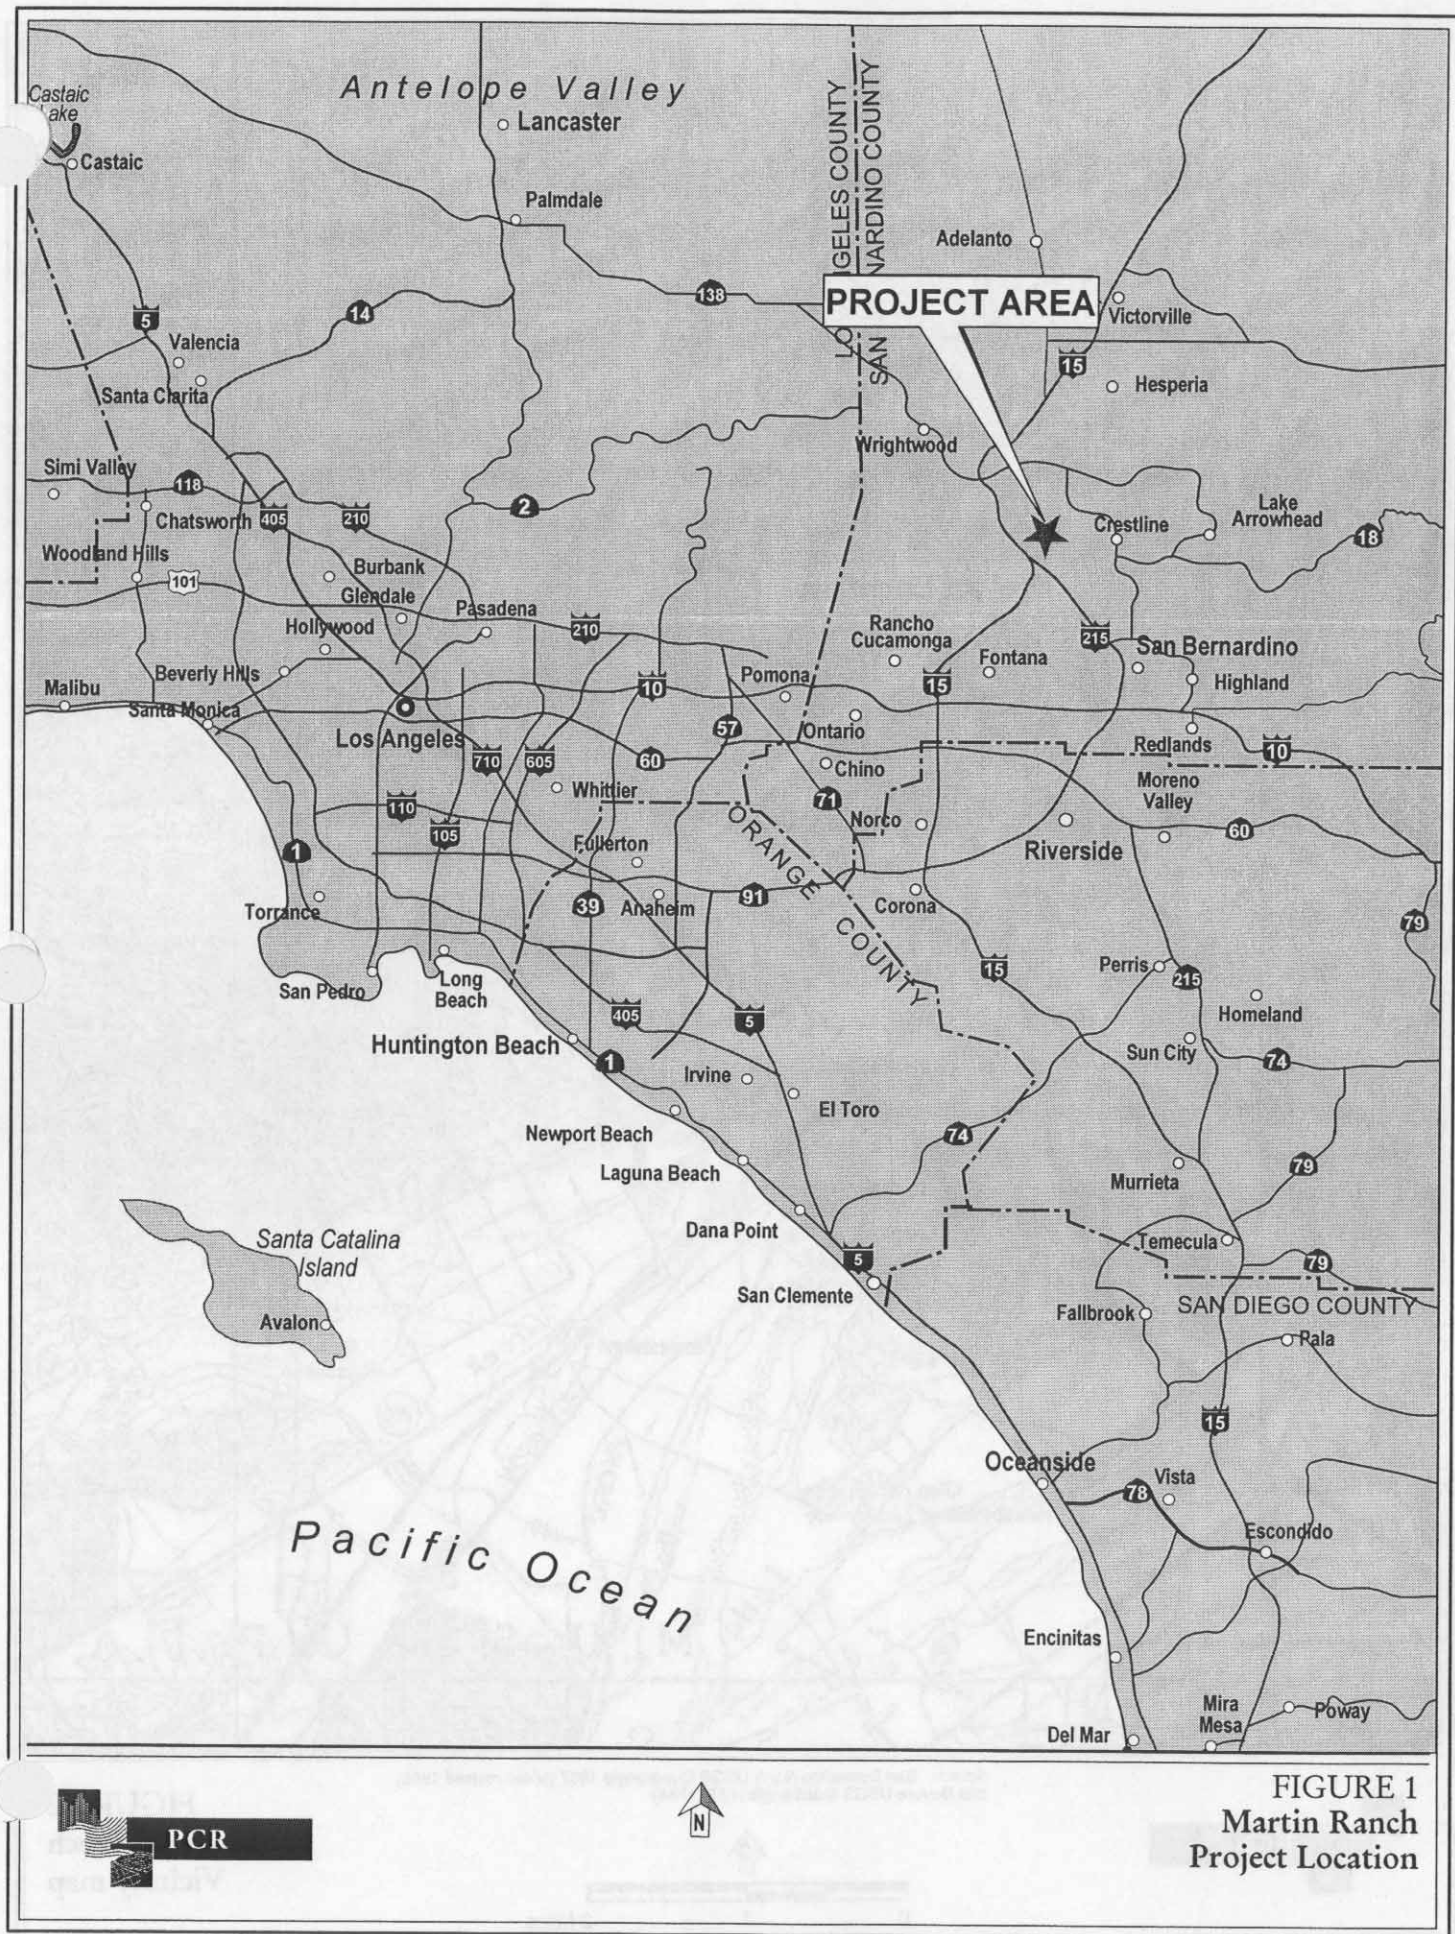 Antelope Valley
Castaic
Lake
Castaic
Lancaster
Palmdale
LOS ANGELES COUNTY
SAN BERNARDINO COUNTY
Adelanto
138
PROJECT AREA
Victorville
14
5
Valencia
Santa Clarita
15
Hesperia
Wrightwood
Simi Valley
118
Chatsworth
405
210
2
Crestline
Lake
Arrowhead
18
Woodland Hills
101
Burbank
Glendale
Hollywood
Pasadena
210
Rancho
Cucamonga
Fontana
215
San Bernardino
Highland
Beverly Hills
Malibu
Santa Monica
Los Angeles
10
Pomona
15
57
Ontario
Redlands
10
710
605
60
Chino
Whittier
71
Moreno
Valley
110
105
Norco
60
1
Fullerton
ORANGE COUNTY
Riverside
39
Anaheim
91
Corona
Torrance
79
San Pedro
Long
Beach
15
Perris
215
Homeland
405
5
Huntington Beach
1
Irvine
El Toro
Sun City
74
Newport Beach
74
Laguna Beach
Murrieta
79
Dana Point
Santa Catalina
Island
Avalon
5
San Clemente
Temecula
79
Fallbrook
SAN DIEGO COUNTY
Pala
15
Oceanside
78
Vista
Escondido
Pacific Ocean
Encinitas
Mira
Mesa
Poway
Del Mar
PCR
N
FIGURE 1
Martin Ranch
Project Location